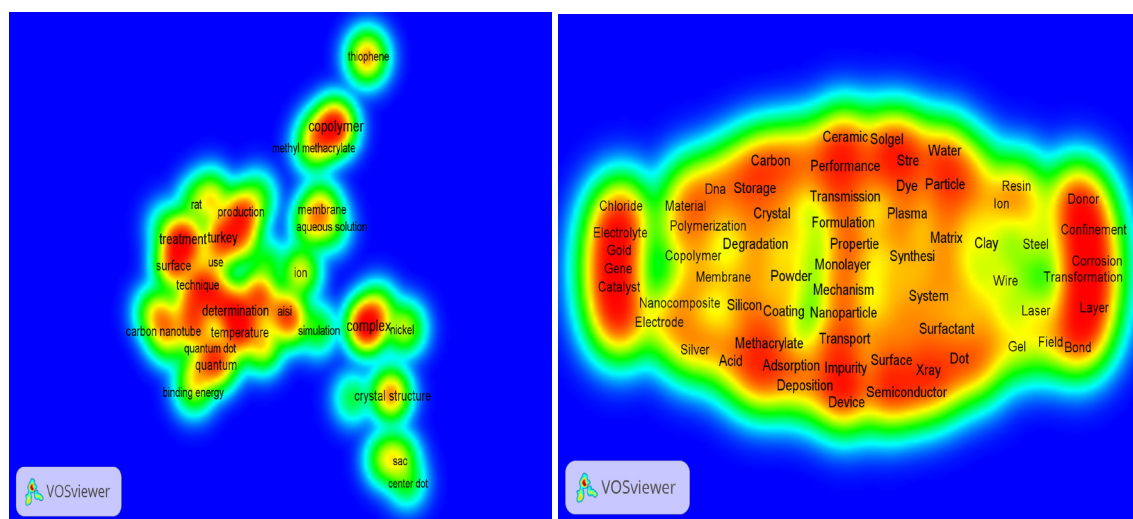 thiophene
copolymer
methyl methacrylate
rat
production
membrane
aqueous solution
treatment turkey
surface
use
ion
technique
determination
aisi
carbon nanotube
temperature
simulation
complex
nickel
quantum dot
quantum
binding energy
crystal structure
sac
center dot
VOSviewer
Ceramic Solgel
Water
Carbon
Performance
Stre
Dna
Storage
Transmission
Dye
Particle
Resin
Chloride
Material
Crystal
Formulation
Plasma
Ion
Donor
Electrolyte
Polymerization
Degradation
Propertie
Matrix
Clay
Steel
Confinement
Gold
Copolymer
Monolayer
Synthesi
Corrosion
Gene
Membrane
Powder
Wire
Transformation
Catalyst
Mechanism
System
Nanocomposite
Silicon
Coating
Nanoparticle
Laser
Layer
Electrode
Surfactant
Silver
Methacrylate
Transport
Gel
Field
Bond
Acid
Adsorption
Impurity
Surface
Dot
Xray
Deposition
Semiconductor
Device
VOSviewer